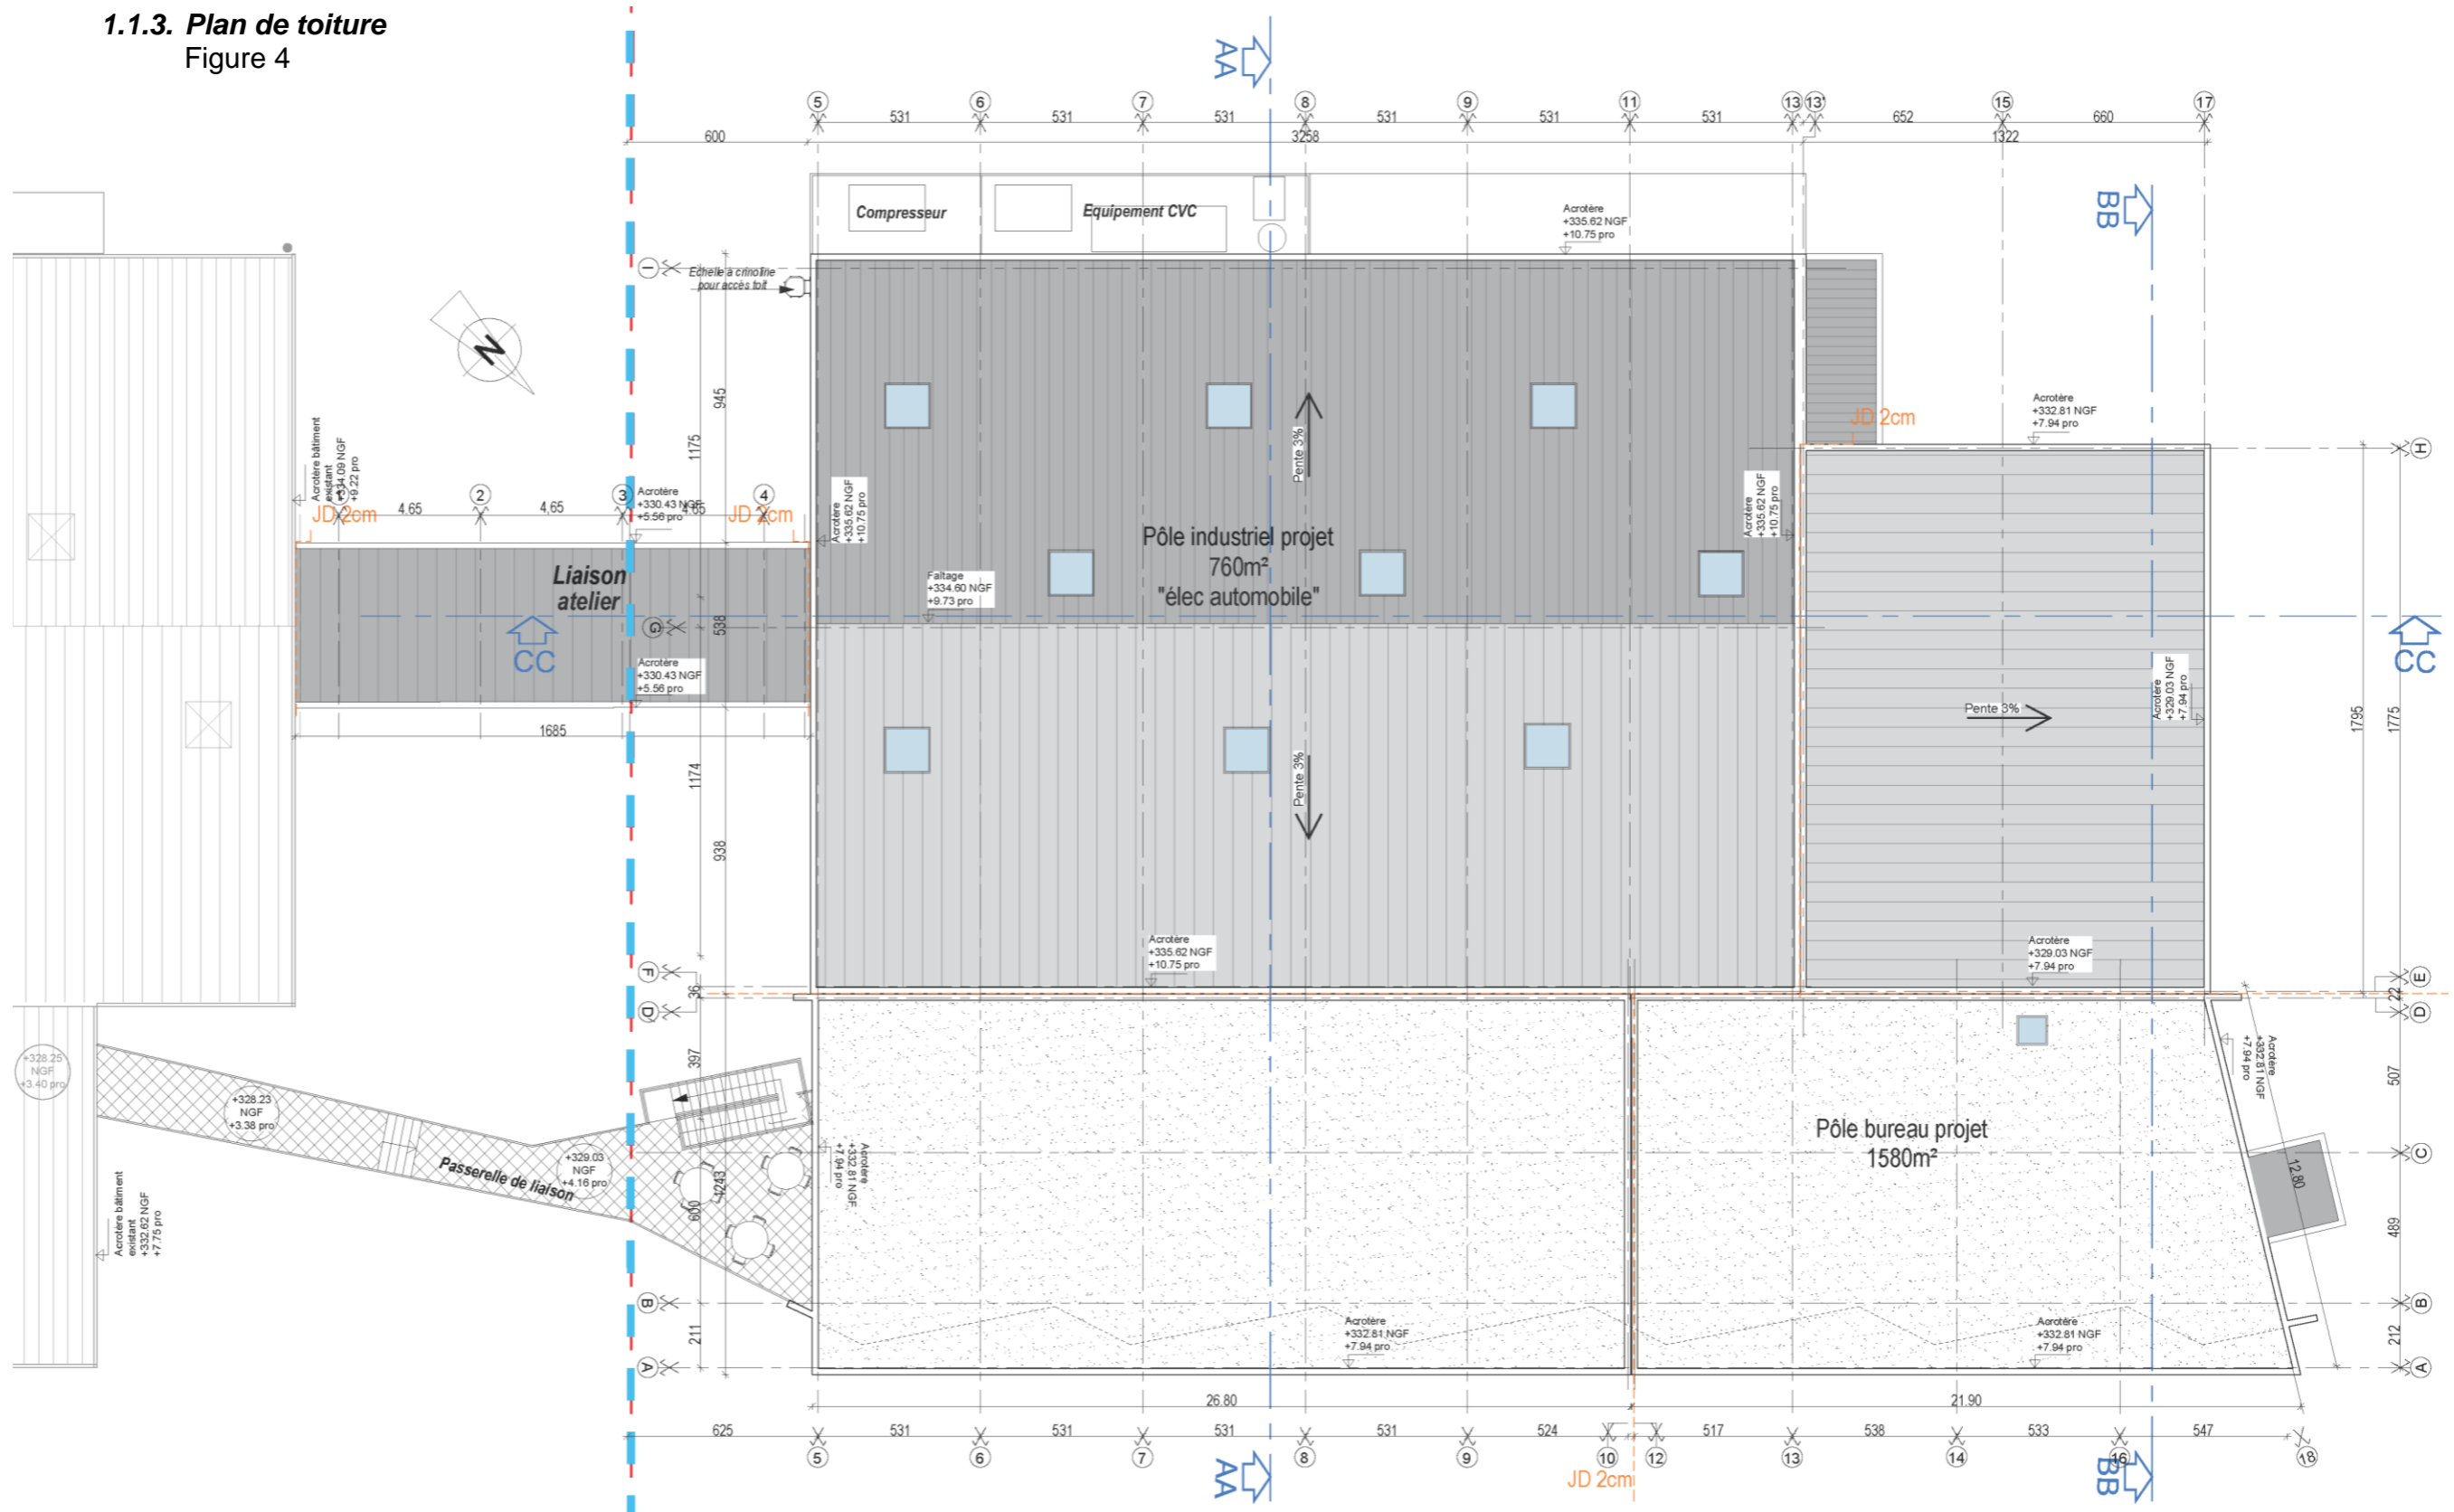 1.1.3. Plan de toiture
Figure 4
AA
5
6
7
8
9
11
13
13'
15
17
531
531
531
531
531
531
652
660
600
3258
1322
BB
Compresseur
Equipement CVC
Acrotère
+335.62 NGF
+10.75 pro
I
Echelle à crinoline
pour accès toit
N
945
1175
JD 2cm
Acrotère
+332.81 NGF
+7.94 pro
H
Acrotère bâtiment
existant
+334.09 NGF
+9.22 pro
2
3
4
4.65
4,65
4.65
JD 2cm
JD 2cm
Acrotère
+330.43 NGF
+5.56 pro
Acrotère
+335.62 NGF
+10.75 pro
Pente 3%
Acrotère
+335.62 NGF
+10.75 pro
Pôle industriel projet
760m²
"élec automobile"
Liaison
atelier
Faîtage
+334.60 NGF
+9.73 pro
G
538
CC
CC
Acrotère
+330.43 NGF
+5.56 pro
Acrotère
+329.03 NGF
+7.94 pro
Pente 3%
1685
1795
1775
1174
Pente 3%
938
Acrotère
+335.62 NGF
+10.75 pro
Acrotère
+329.03 NGF
+7.94 pro
F
36
D
E
22
D
+328.25
NGF
+3.40 pro
+328.23
NGF
+3.38 pro
397
Acrotère
+332.81 NGF
+7.94 pro
507
Pôle bureau projet
1580m²
Passerelle de liaison
+329.03
NGF
+4.16 pro
Acrotère
+332.81 NGF
+7.94 pro
C
12.80
600
1243
489
Acrotère bâtiment
existant
+332.62 NGF
+7.75 pro
B
B
211
Acrotère
+332.81 NGF
+7.94 pro
Acrotère
+332.81 NGF
+7.94 pro
212
A
A
26.80
21.90
625
531
531
531
531
524
517
538
533
547
5
6
7
8
9
10
12
13
14
16
18
AA
JD 2cm
BB